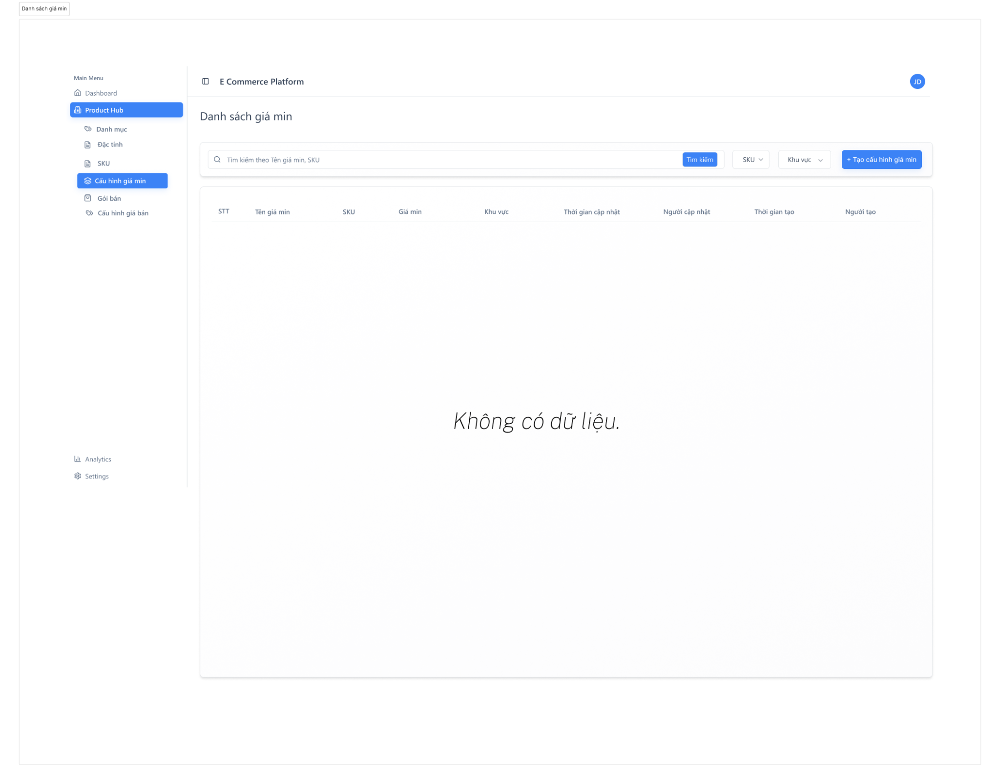 Danh sách giá min
Main Menu
Dashboard
Product Hub
Danh mục
Đặc tính
SKU
Cấu hình giá min
Gói bán
Cấu hình giá bán
Analytics
Settings
E Commerce Platform
JD
Danh sách giá min
Tìm kiếm theo Tên giá min, SKU
Tìm kiếm
SKU
Khu vực
+ Tạo cấu hình giá min
STT Tên giá min SKU Giá min Khu vực Thời gian cập nhật Người cập nhật Thời gian tạo Người tạo
Không có dữ liệu.